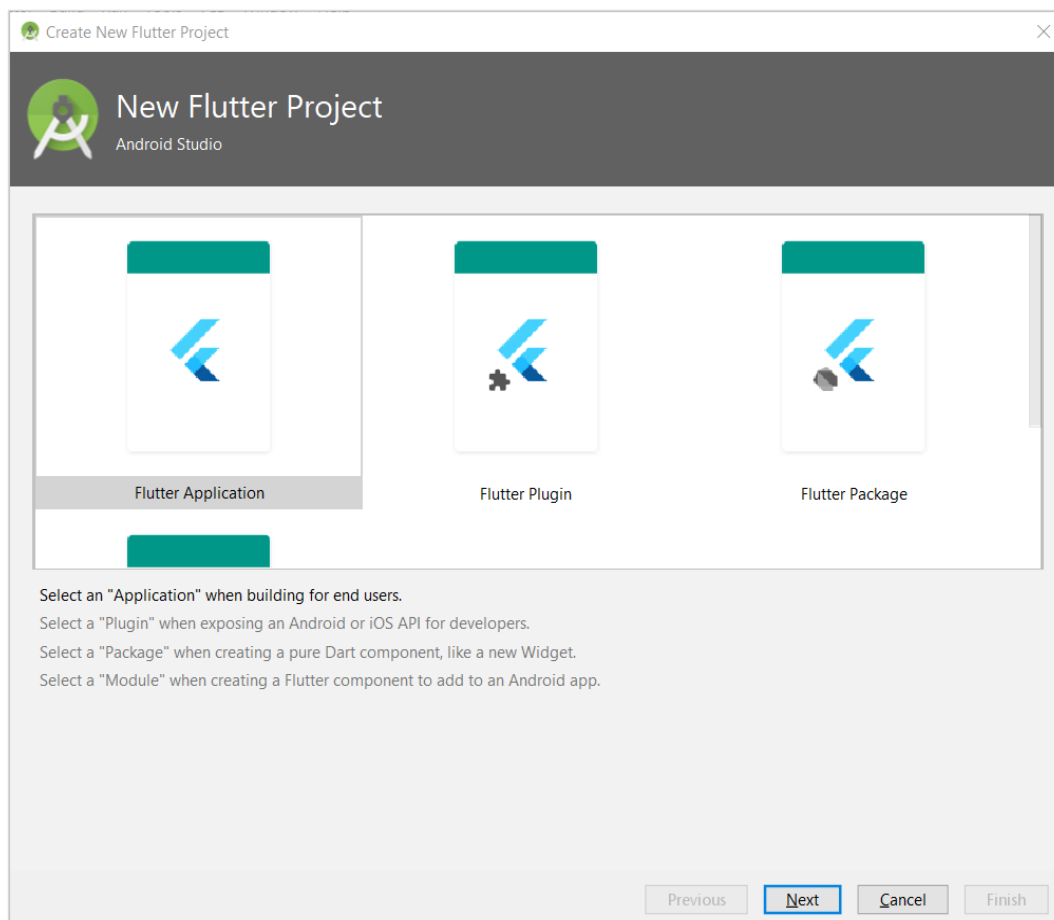 Create New Flutter Project
New Flutter Project
Android Studio
Flutter Application
Flutter Plugin
Flutter Package
Select an "Application" when building for end users.
Select a "Plugin" when exposing an Android or iOS API for developers.
Select a "Package" when creating a pure Dart component, like a new Widget.
Select a "Module" when creating a Flutter component to add to an Android app.
Previous
Next
Cancel
Finish